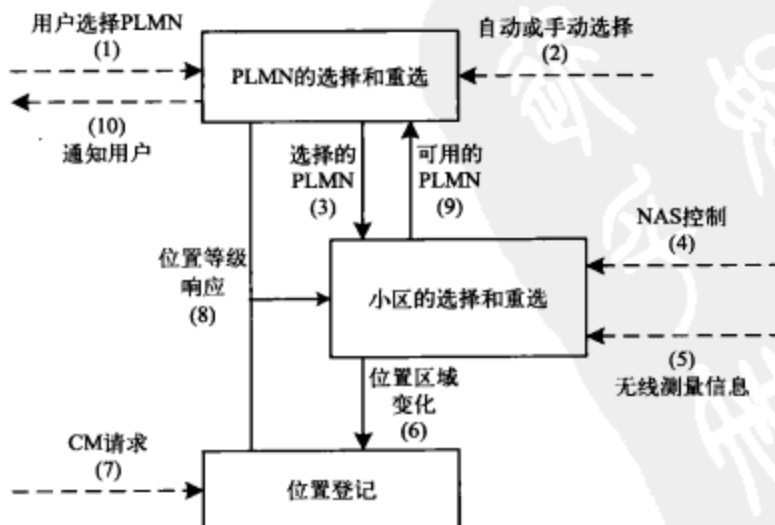 用户选择PLMN
(1)
自动或手动选择
(2)
PLMN的选择和重选
(10)
通知用户
选择的
PLMN
(3)
可用的
PLMN
(9)
NAS控制
(4)
位置等级
响应
(8)
小区的选择和重选
(5)
无线测量信息
位置区域
变化
(6)
CM请求
(7)
位置登记